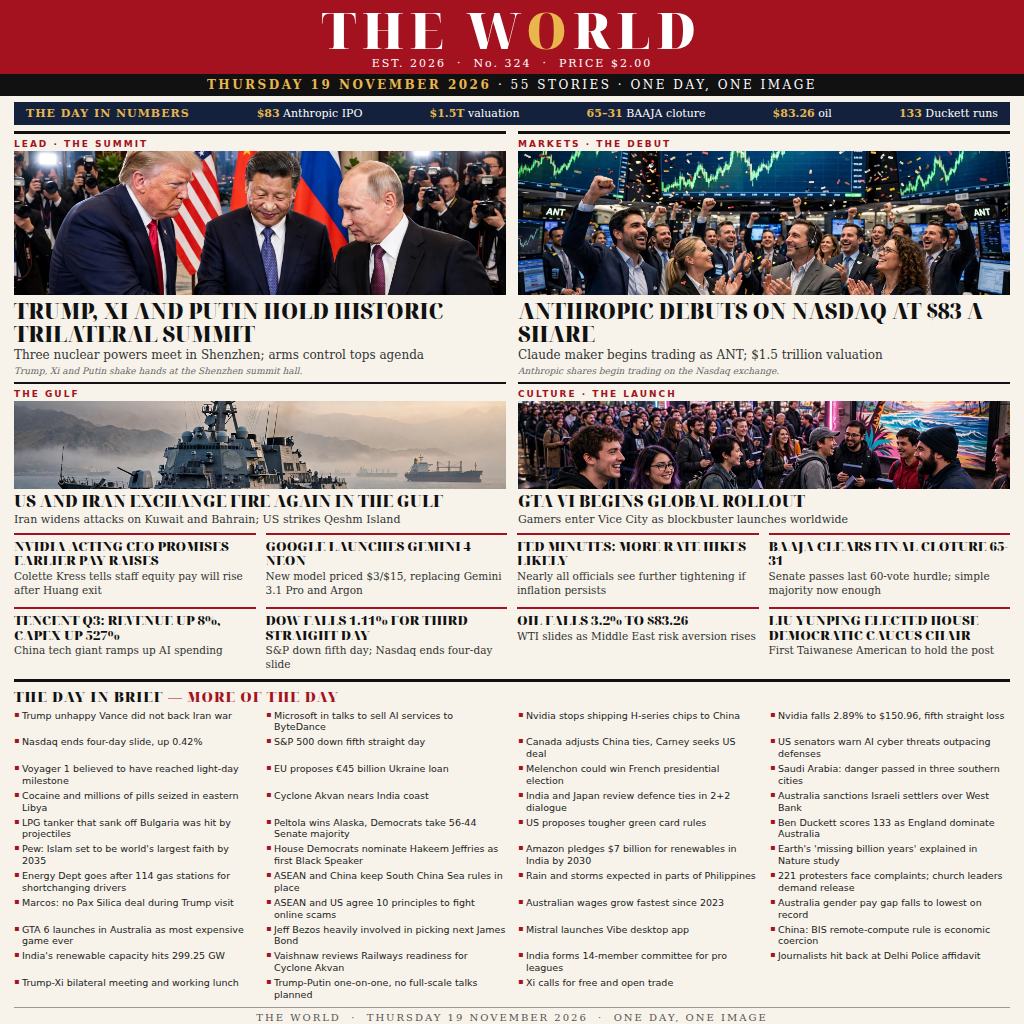 THE WORLD
EST. 2026 · No. 324 · PRICE $2.00
THURSDAY 19 NOVEMBER 2026 · 55 STORIES · ONE DAY, ONE IMAGE
THE DAY IN NUMBERS
$83 Anthropic IPO
$1.5T valuation
65–31 BAAJA cloture
$83.26 oil
133 Duckett runs
LEAD · THE SUMMIT
TRUMP, XI AND PUTIN HOLD HISTORIC
TRILATERAL SUMMIT
Three nuclear powers meet in Shenzhen; arms control tops agenda
Trump, Xi and Putin shake hands at the Shenzhen summit hall.
MARKETS · THE DEBUT
ANT
ANT
ANTHROPIC DEBUTS ON NASDAQ AT $83 A
SHARE
Claude maker begins trading as ANT; $1.5 trillion valuation
Anthropic shares begin trading on the Nasdaq exchange.
THE GULF
US AND IRAN EXCHANGE FIRE AGAIN IN THE GULF
Iran widens attacks on Kuwait and Bahrain; US strikes Qeshm Island
CULTURE · THE LAUNCH
GTA VI BEGINS GLOBAL ROLLOUT
Gamers enter Vice City as blockbuster launches worldwide
NVIDIA ACTING CEO PROMISES
EARLIER PAY RAISES
Colette Kress tells staff equity pay will rise
after Huang exit
GOOGLE LAUNCHES GEMINI 4
NEON
New model priced $3/$15, replacing Gemini
3.1 Pro and Argon
FED MINUTES: MORE RATE HIKES
LIKELY
Nearly all officials see further tightening if
inflation persists
BAAJA CLEARS FINAL CLOTURE 65-
31
Senate passes last 60-vote hurdle; simple
majority now enough
TENCENT Q3: REVENUE UP 8%,
CAPEX UP 527%
China tech giant ramps up AI spending
DOW FALLS 1.11% FOR THIRD
STRAIGHT DAY
S&P down fifth day; Nasdaq ends four-day
slide
OIL FALLS 3.2% TO $83.26
WTI slides as Middle East risk aversion rises
LIU YUNPING ELECTED HOUSE
DEMOCRATIC CAUCUS CHAIR
First Taiwanese American to hold the post
THE DAY IN BRIEF — MORE OF THE DAY
▪ Trump unhappy Vance did not back Iran war
▪ Microsoft in talks to sell AI services to
ByteDance
▪ Nvidia stops shipping H-series chips to China
▪ Nvidia falls 2.89% to $150.96, fifth straight loss
▪ Nasdaq ends four-day slide, up 0.42%
▪ S&P 500 down fifth straight day
▪ Canada adjusts China ties, Carney seeks US
deal
▪ US senators warn AI cyber threats outpacing
defenses
▪ Voyager 1 believed to have reached light-day
milestone
▪ EU proposes €45 billion Ukraine loan
▪ Melenchon could win French presidential
election
▪ Saudi Arabia: danger passed in three southern
cities
▪ Cocaine and millions of pills seized in eastern
Libya
▪ Cyclone Akvan nears India coast
▪ India and Japan review defence ties in 2+2
dialogue
▪ Australia sanctions Israeli settlers over West
Bank
▪ LPG tanker that sank off Bulgaria was hit by
projectiles
▪ Peltola wins Alaska, Democrats take 56-44
Senate majority
▪ US proposes tougher green card rules
▪ Ben Duckett scores 133 as England dominate
Australia
▪ Pew: Islam set to be world's largest faith by
2035
▪ House Democrats nominate Hakeem Jeffries as
first Black Speaker
▪ Amazon pledges $7 billion for renewables in
India by 2030
▪ Earth's 'missing billion years' explained in
Nature study
▪ Energy Dept goes after 114 gas stations for
shortchanging drivers
▪ ASEAN and China keep South China Sea rules in
place
▪ Rain and storms expected in parts of Philippines
▪ 221 protesters face complaints; church leaders
demand release
▪ Marcos: no Pax Silica deal during Trump visit
▪ ASEAN and US agree 10 principles to fight
online scams
▪ Australian wages grow fastest since 2023
▪ Australia gender pay gap falls to lowest on
record
▪ GTA 6 launches in Australia as most expensive
game ever
▪ Jeff Bezos heavily involved in picking next James
Bond
▪ Mistral launches Vibe desktop app
▪ China: BIS remote-compute rule is economic
coercion
▪ India's renewable capacity hits 299.25 GW
▪ Vaishnaw reviews Railways readiness for
Cyclone Akvan
▪ India forms 14-member committee for pro
leagues
▪ Journalists hit back at Delhi Police affidavit
▪ Trump-Xi bilateral meeting and working lunch
▪ Trump-Putin one-on-one, no full-scale talks
planned
▪ Xi calls for free and open trade
THE WORLD · THURSDAY 19 NOVEMBER 2026 · ONE DAY, ONE IMAGE